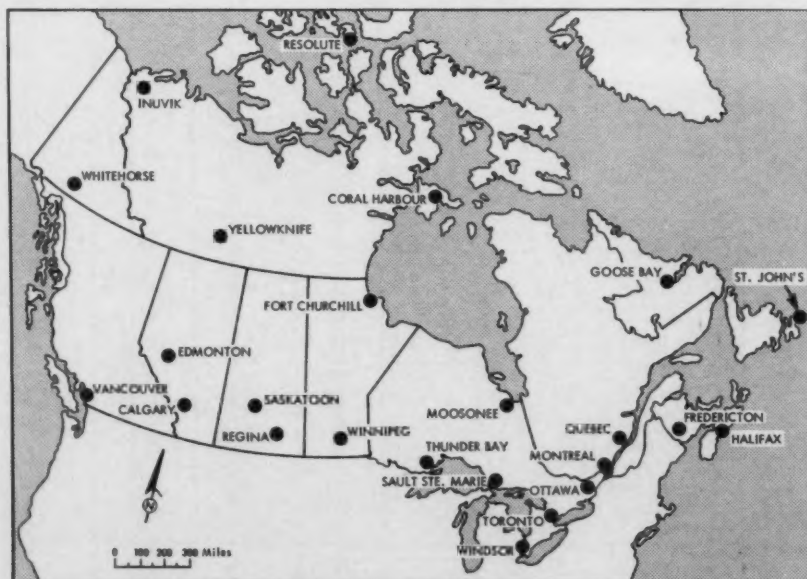 RESOLUTE
INUVIK
WHITEHORSE
CORAL HARBOUR
YELLOWKNIFE
GOOSE BAY
ST. JOHN'S
FORT CHURCHILL
EDMONTON
VANCOUVER
CALGARY
SASKATOON
MOOSONEE
REGINA
WINNIPEG
QUEBEC
FREDERICTON
HALIFAX
THUNDER BAY
MONTREAL
SAULT STE. MARIE
OTTAWA
N
TORONTO
WINDSOR
0 100 200 300 Miles